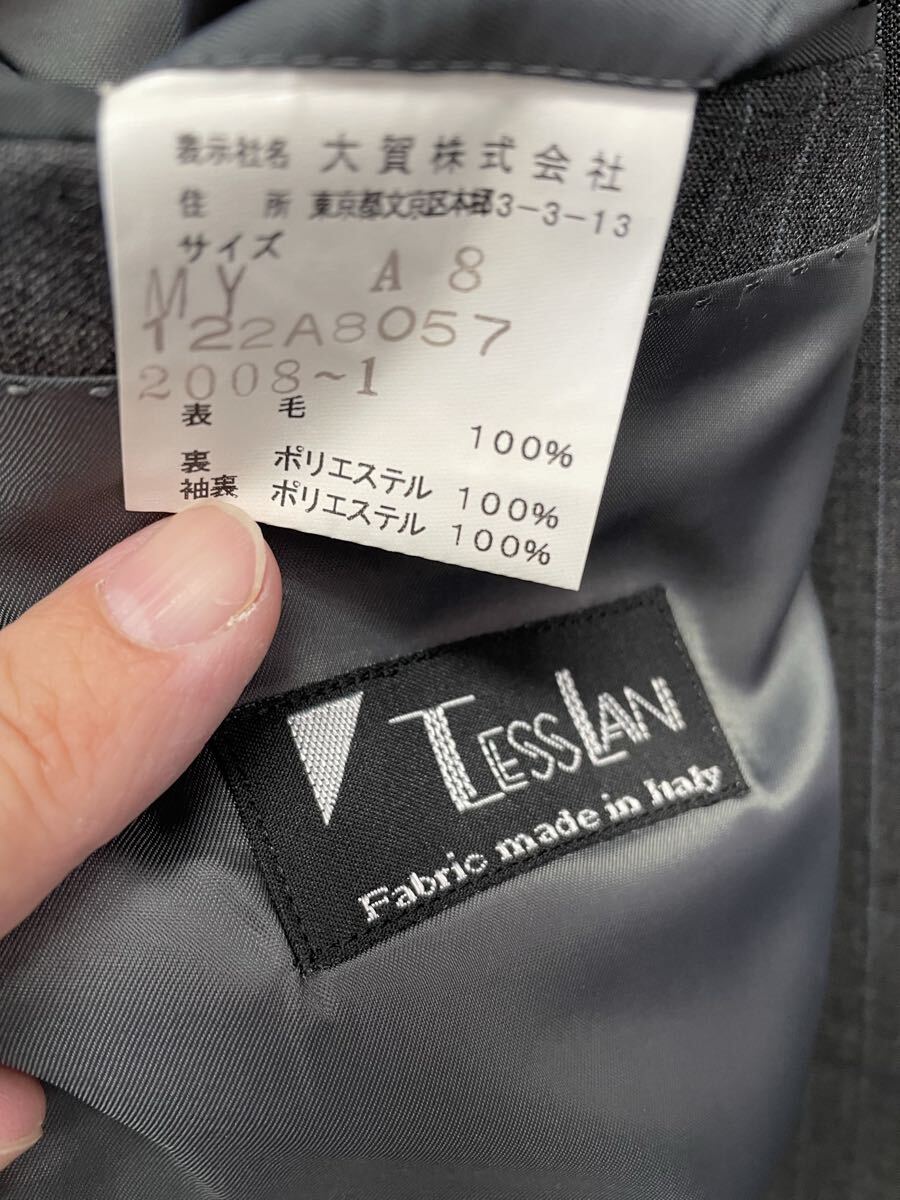 表示社名 大賀株式会社
住 所 東京都文京区本郷3-3-13
サイズ
MY A 8
122A8057
2008~1
表 毛 100%
裏 ポリエステル 100%
袖裏 ポリエステル 100%
TESSLAN
Fabric made in Italy